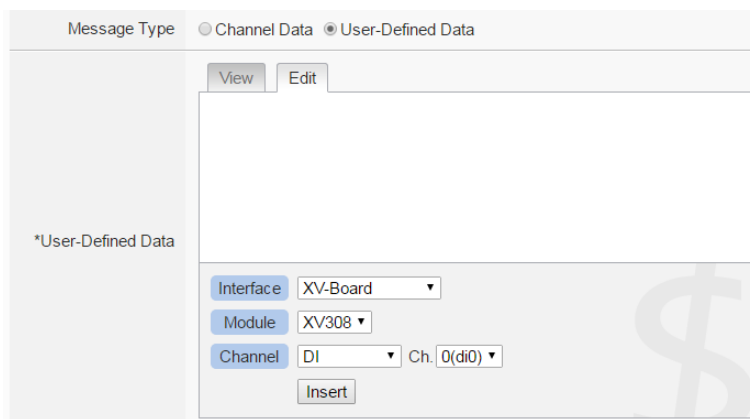 Message Type Channel Data User-Defined Data
View Edit
*User-Defined Data
Interface XV-Board
Module XV308
Channel DI Ch. 0(di0)
Insert
$